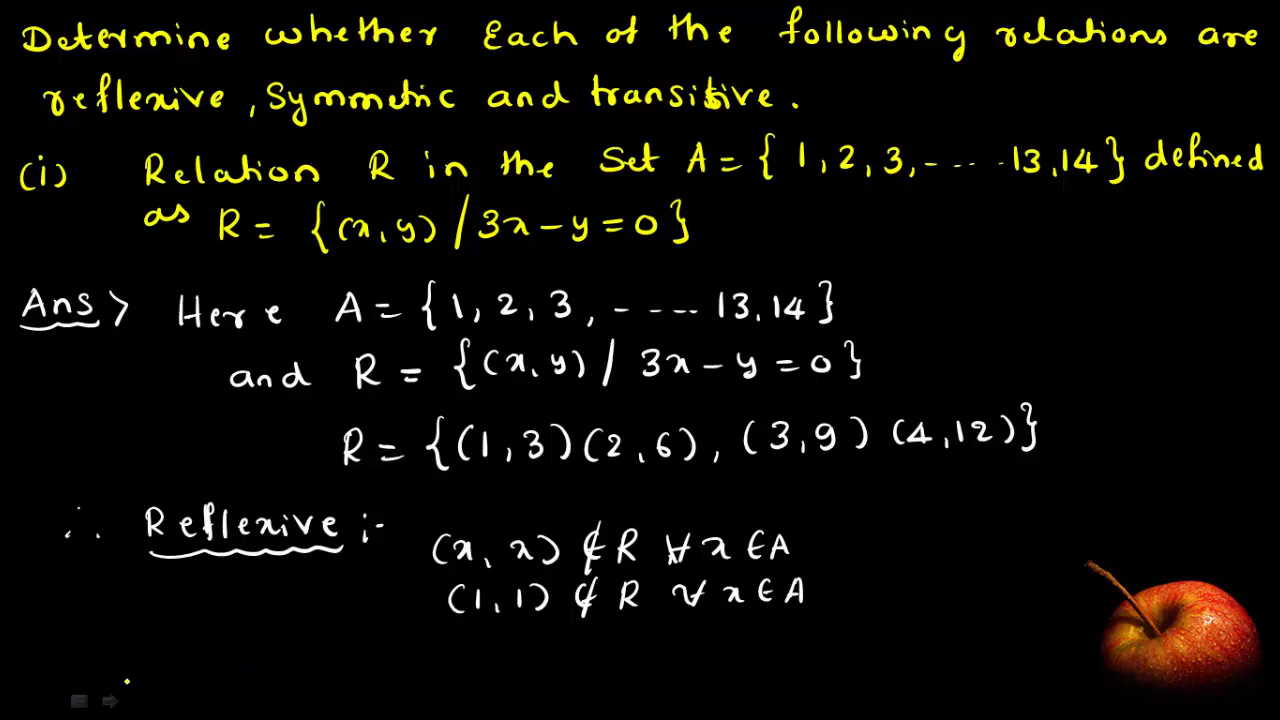 Determine whether Each of the following relations are
reflexive, Symmetric and transitive.
(i) Relation R in the Set A = { 1, 2, 3, - ... . 13, 14 } defined
as R = { (x, y) / 3x - y = 0 }
Ans > Here A = { 1, 2, 3, - - ... 13, 14 }
and R = { (x, y) / 3x - y = 0 }
R = { (1, 3) (2, 6), (3, 9) (4, 12) }
∴ Reflexive :- (x, x) ∉ R ∀ x ∈ A
(1, 1) ∉ R ∀ x ∈ A